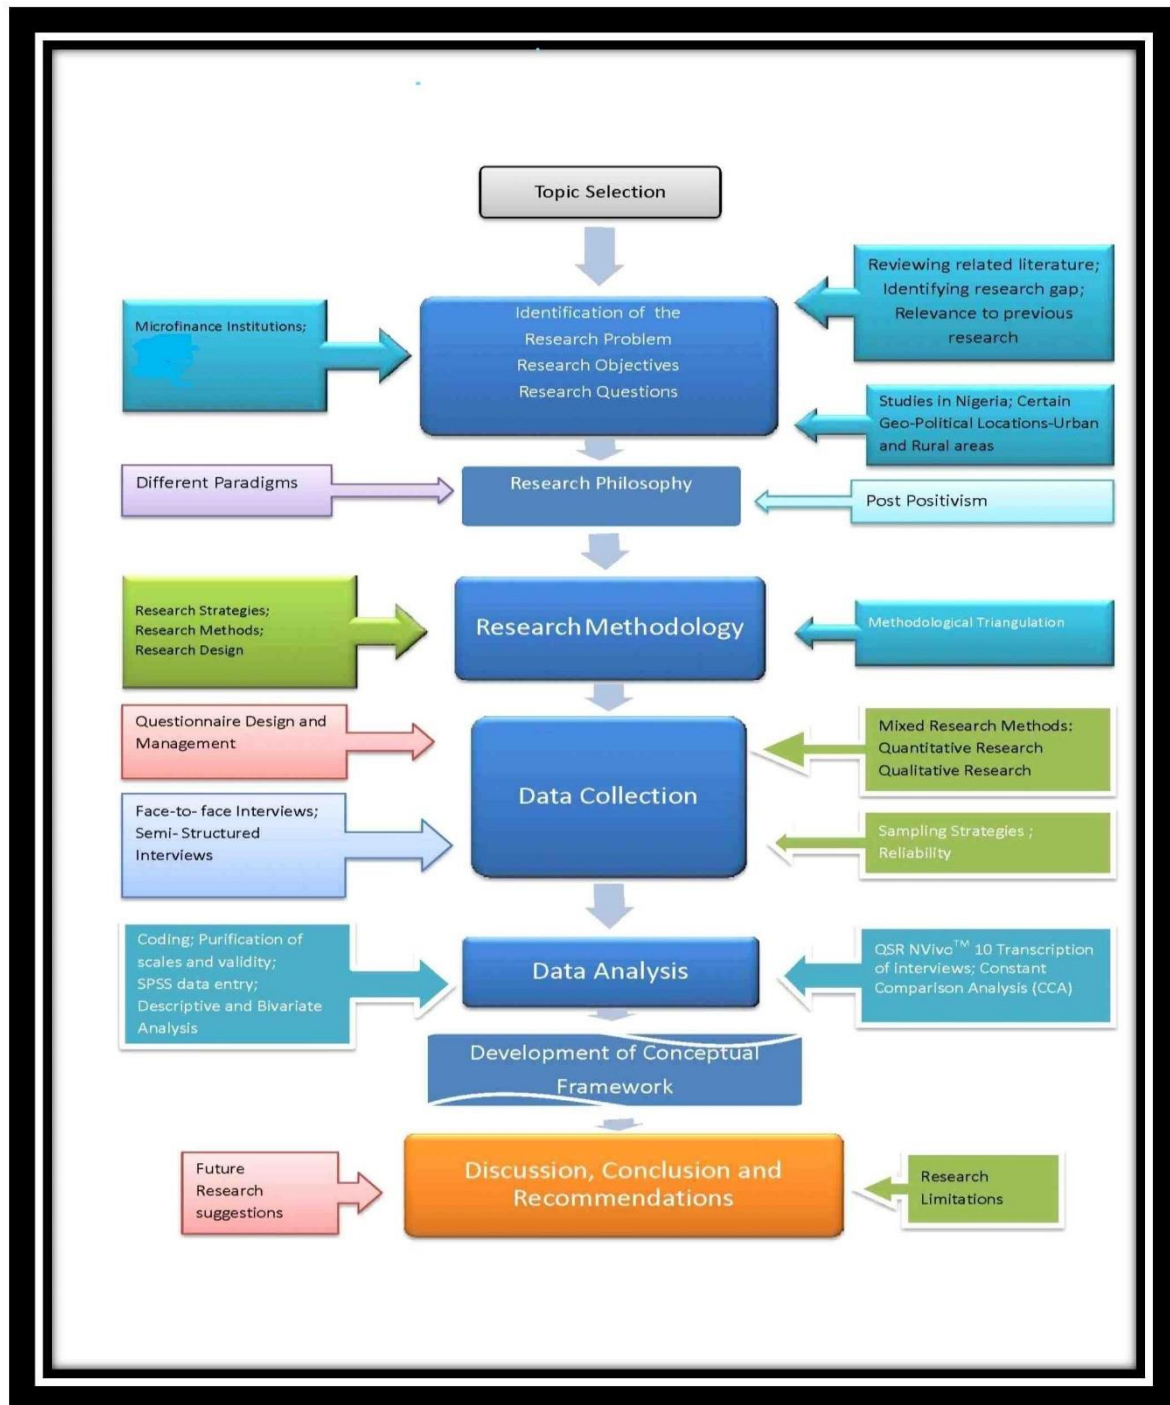 Topic Selection
Reviewing related literature;
Identifying research gap;
Relevance to previous
research
Identification of the
Research Problem
Research Objectives
Research Questions
Microfinance Institutions;
Studies in Nigeria; Certain
Geo-Political Locations-Urban
and Rural areas
Different Paradigms
Research Philosophy
Post Positivism
Research Strategies;
Research Methods;
Research Design
Research Methodology
Methodological Triangulation
Questionnaire Design and
Management
Mixed Research Methods:
Quantitative Research
Qualitative Research
Data Collection
Face-to- face Interviews;
Semi- Structured
Interviews
Sampling Strategies ;
Reliability
Coding; Purification of
scales and validity;
SPSS data entry;
Descriptive and Bivariate
Analysis
Data Analysis
QSR NVivo™ 10 Transcription
of Interviews; Constant
Comparison Analysis (CCA)
Development of Conceptual
Framework
Future
Research
suggestions
Discussion, Conclusion and
Recommendations
Research
Limitations